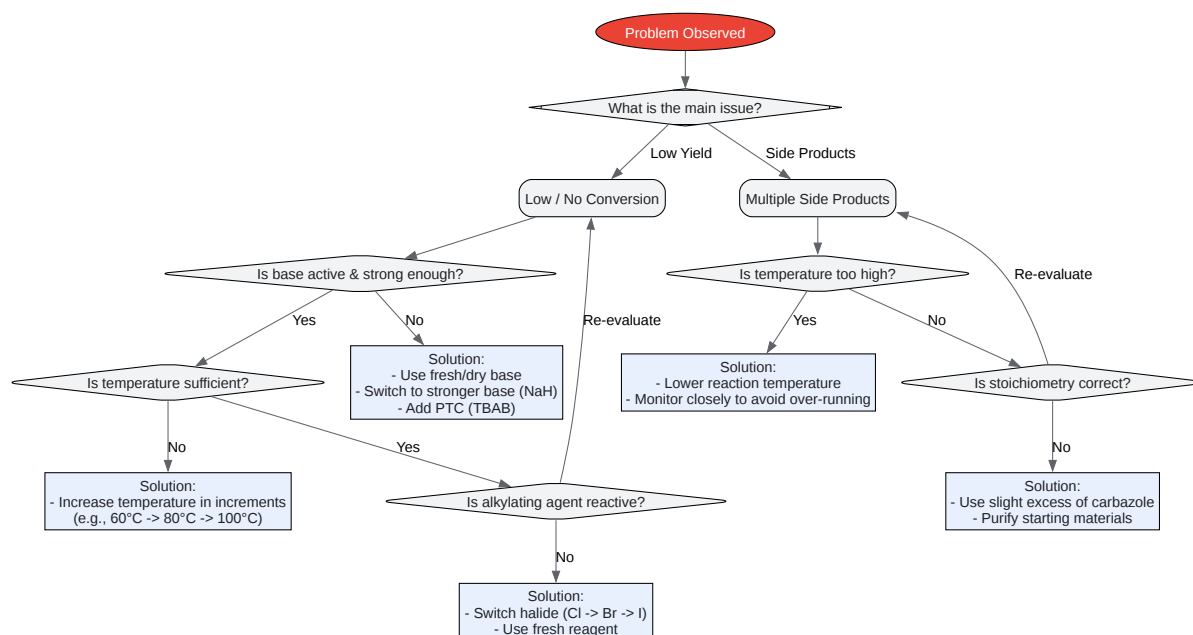 Problem Observed
What is the main issue?
Low Yield
Side Products
Low / No Conversion
Multiple Side Products
Is base active & strong enough?
Is temperature too high?
Re-evaluate
Re-evaluate
Yes
No
Yes
No
Is temperature sufficient?
Solution:
- Use fresh/dry base
- Switch to stronger base (NaH)
- Add PTC (TBAB)
Solution:
- Lower reaction temperature
- Monitor closely to avoid over-running
Is stoichiometry correct?
No
Yes
No
Solution:
- Increase temperature in increments
(e.g., 60°C -> 80°C -> 100°C)
Is alkylating agent reactive?
Solution:
- Use slight excess of carbazole
- Purify starting materials
No
Solution:
- Switch halide (Cl -> Br -> I)
- Use fresh reagent